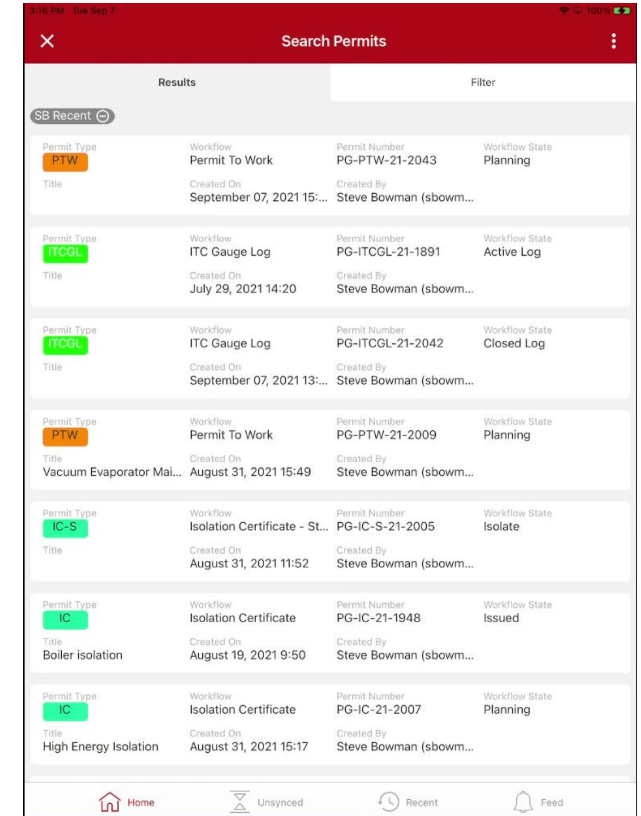 3:10 PM Tue Sep 7 100%
Search Permits
Results Filter
SB Recent
Permit Type Workflow Permit Number Workflow State
PTW Permit To Work PG-PTW-21-2043 Planning
Title Created On Created By
September 07, 2021 15:... Steve Bowman (sbowm...
Permit Type Workflow Permit Number Workflow State
ITCGL ITC Gauge Log PG-ITCGL-21-1891 Active Log
Title Created On Created By
July 29, 2021 14:20 Steve Bowman (sbowm...
Permit Type Workflow Permit Number Workflow State
ITCGL ITC Gauge Log PG-ITCGL-21-2042 Closed Log
Title Created On Created By
September 07, 2021 13:... Steve Bowman (sbowm...
Permit Type Workflow Permit Number Workflow State
PTW Permit To Work PG-PTW-21-2009 Planning
Title Created On Created By
Vacuum Evaporator Mai... August 31, 2021 15:49 Steve Bowman (sbowm...
Permit Type Workflow Permit Number Workflow State
IC-S Isolation Certificate - St... PG-IC-S-21-2005 Isolate
Title Created On Created By
August 31, 2021 11:52 Steve Bowman (sbowm...
Permit Type Workflow Permit Number Workflow State
IC Isolation Certificate PG-IC-21-1948 Issued
Title Created On Created By
Boiler isolation August 19, 2021 9:50 Steve Bowman (sbowm...
Permit Type Workflow Permit Number Workflow State
IC Isolation Certificate PG-IC-21-2007 Planning
Title Created On Created By
High Energy Isolation August 31, 2021 15:17 Steve Bowman (sbowm...
Home Unsynced Recent Feed